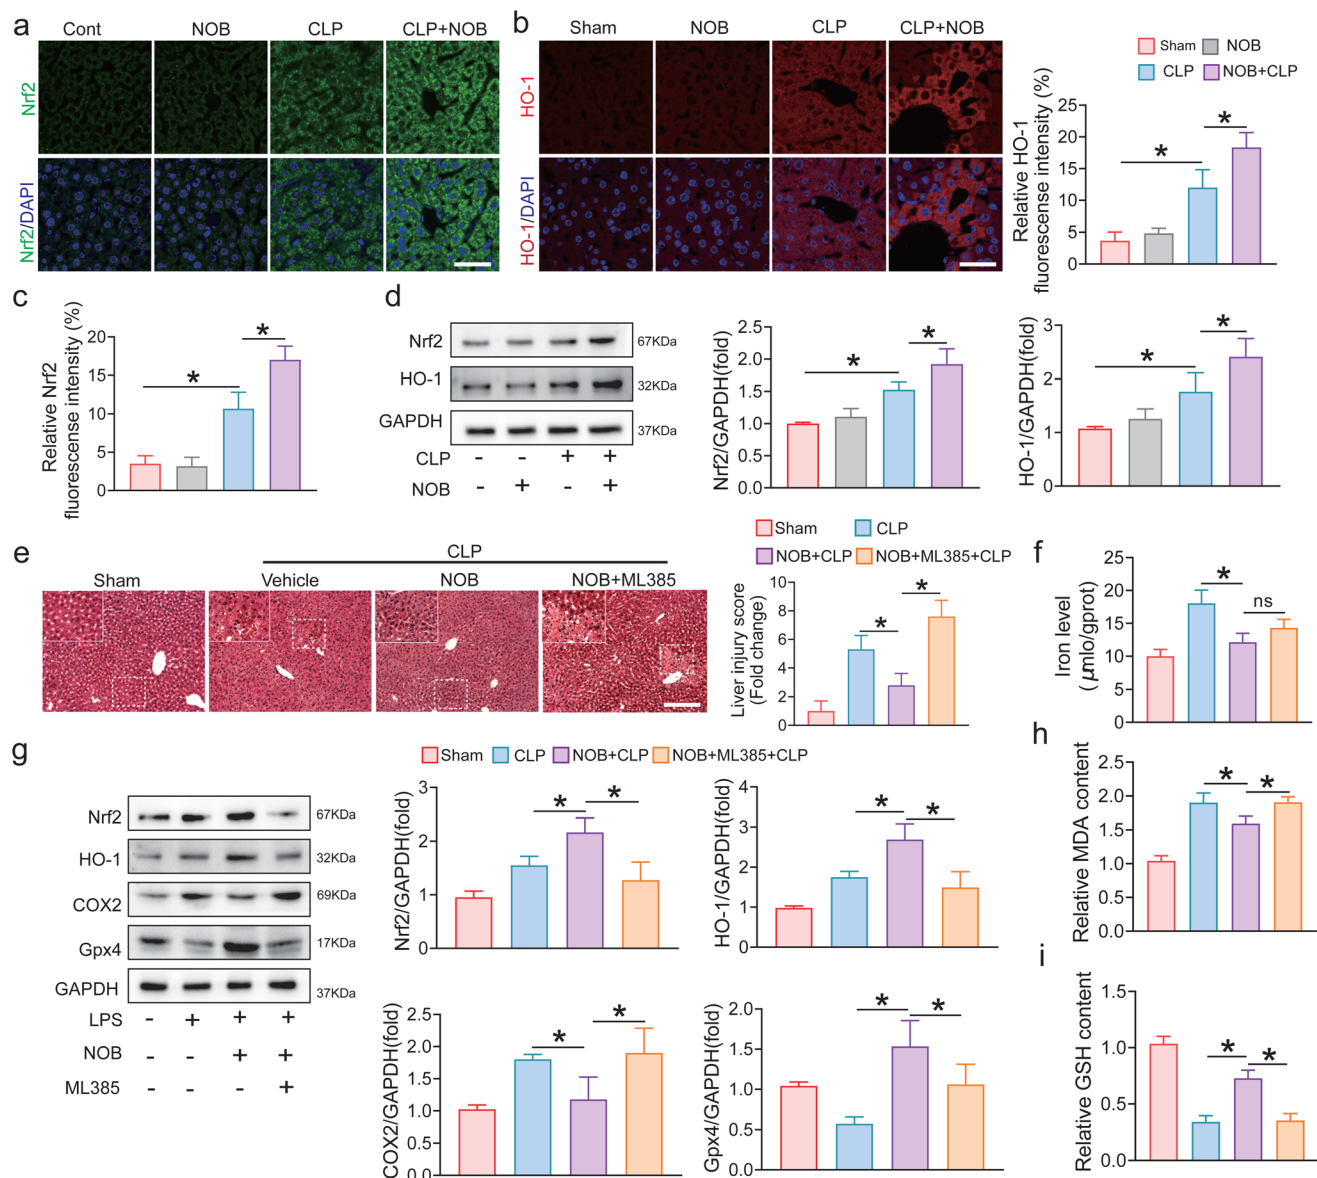 a
Cont NOB CLP CLP+NOB
Nrf2
Nrf2/DAPI
b
Sham NOB CLP CLP+NOB
HO-1
HO-1/DAPI
Sham NOB
CLP NOB+CLP
Relative HO-1
fluorescense intensity (%)
25
20
15
10
5
0
*
*
c
Relative Nrf2
fluorescense intensity (%)
20
15
10
5
0
*
*
d
Nrf2 67KDa
HO-1 32KDa
GAPDH 37KDa
CLP - - + +
NOB - + - +
Nrf2/GAPDH(fold)
2.5
2.0
1.5
1.0
0.5
0.0
*
*
HO-1/GAPDH(fold)
3
2
1
0
*
*
e
CLP
Sham Vehicle NOB NOB+ML385
Sham CLP
NOB+CLP NOB+ML385+CLP
Liver injury score
(Fold change)
10
8
6
4
2
0
*
*
f
Iron level
(μmlo/gprot)
25
20
15
10
5
0
*
ns
g
Nrf2 67KDa
HO-1 32KDa
COX2 69KDa
Gpx4 17KDa
GAPDH 37KDa
LPS - + + +
NOB - - + +
ML385 - - - +
Sham CLP NOB+CLP NOB+ML385+CLP
Nrf2/GAPDH(fold)
3
2
1
0
*
*
HO-1/GAPDH(fold)
4
3
2
1
0
*
*
COX2/GAPDH(fold)
2.5
2.0
1.5
1.0
0.5
0.0
*
*
Gpx4/GAPDH(fold)
2.0
1.5
1.0
0.5
0.0
*
*
h
Relative MDA content
2.5
2.0
1.5
1.0
0.5
0.0
*
*
i
Relative GSH content
1.5
1.0
0.5
0.0
*
*